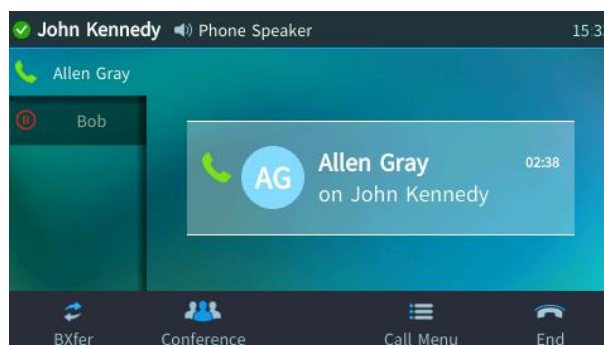 John Kennedy Phone Speaker
Allen Gray
Bob
AG
Allen Gray 02:38
on John Kennedy
BXfer Conference Call Menu End